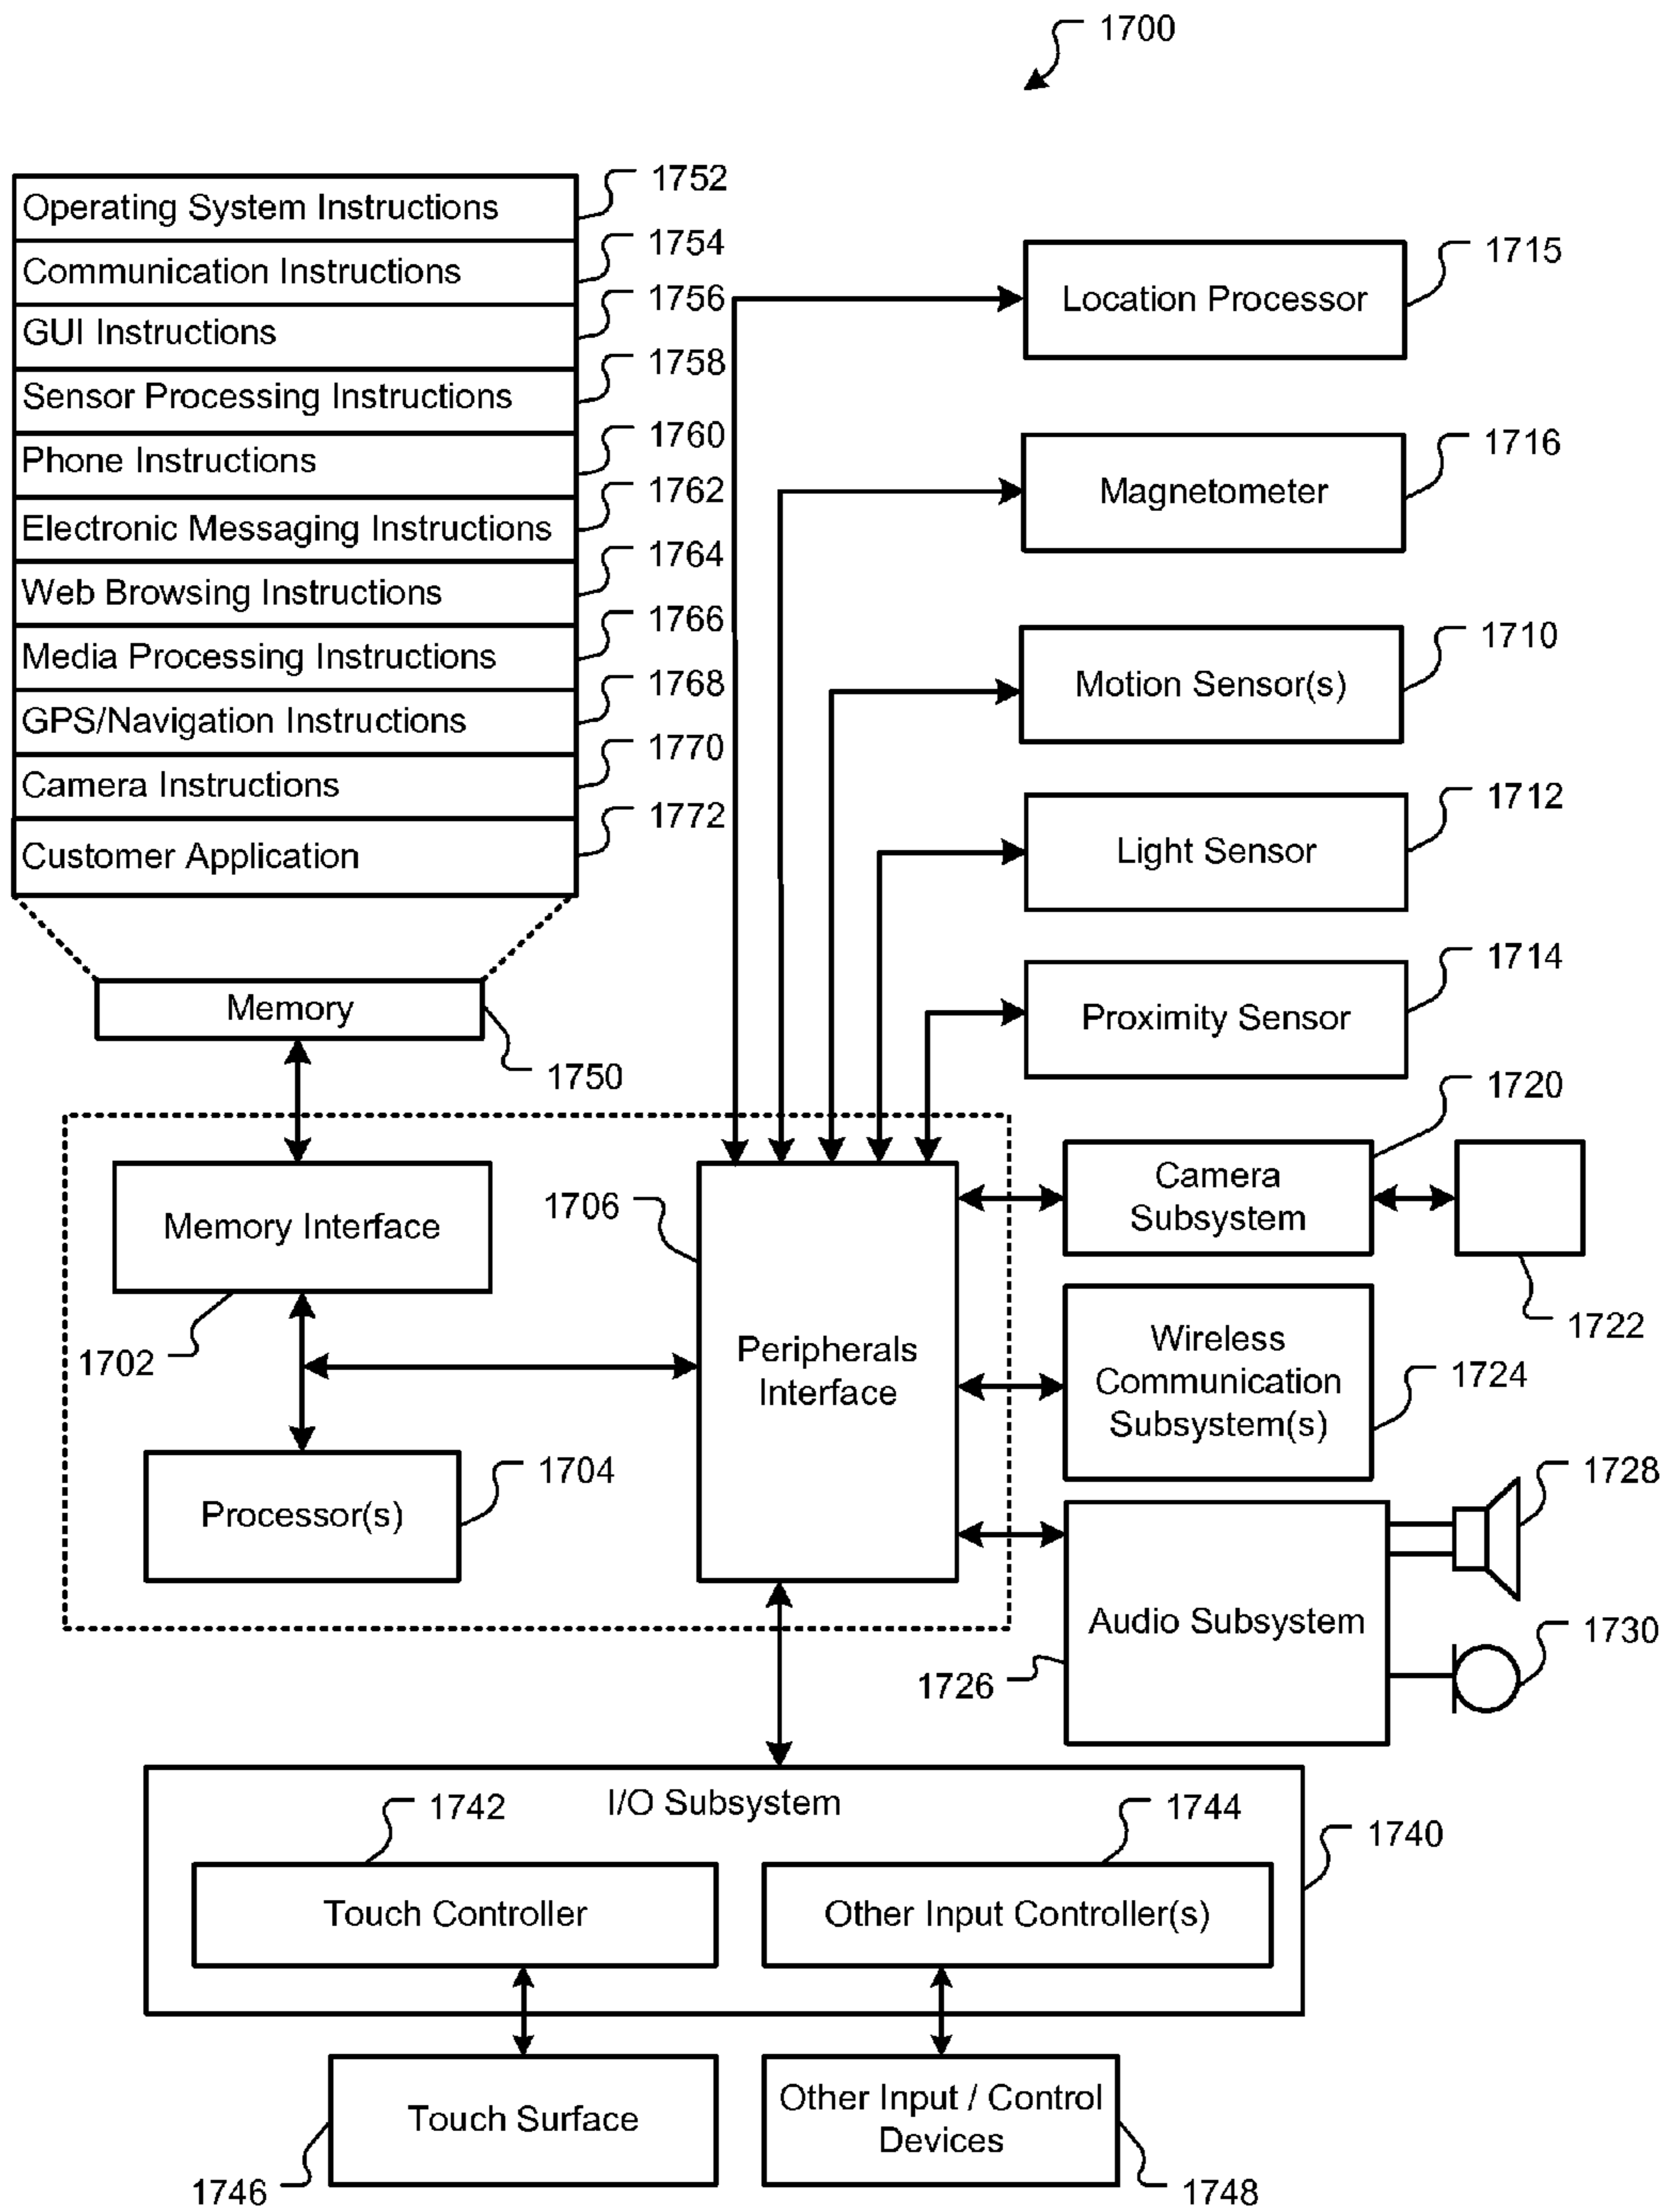 1700
Operating System Instructions
1752
Communication Instructions
1754
GUI Instructions
1756
Sensor Processing Instructions
1758
Phone Instructions
1760
Electronic Messaging Instructions
1762
Web Browsing Instructions
1764
Media Processing Instructions
1766
GPS/Navigation Instructions
1768
Camera Instructions
1770
Customer Application
1772
Memory
1750
Location Processor
1715
Magnetometer
1716
Motion Sensor(s)
1710
Light Sensor
1712
Proximity Sensor
1714
Memory Interface
1702
Processor(s)
1704
1706
Peripherals
Interface
Camera
Subsystem
1720
1722
Wireless
Communication
Subsystem(s)
1724
Audio Subsystem
1726
1728
1730
I/O Subsystem
1740
1742
Touch Controller
1744
Other Input Controller(s)
Touch Surface
1746
Other Input / Control
Devices
1748